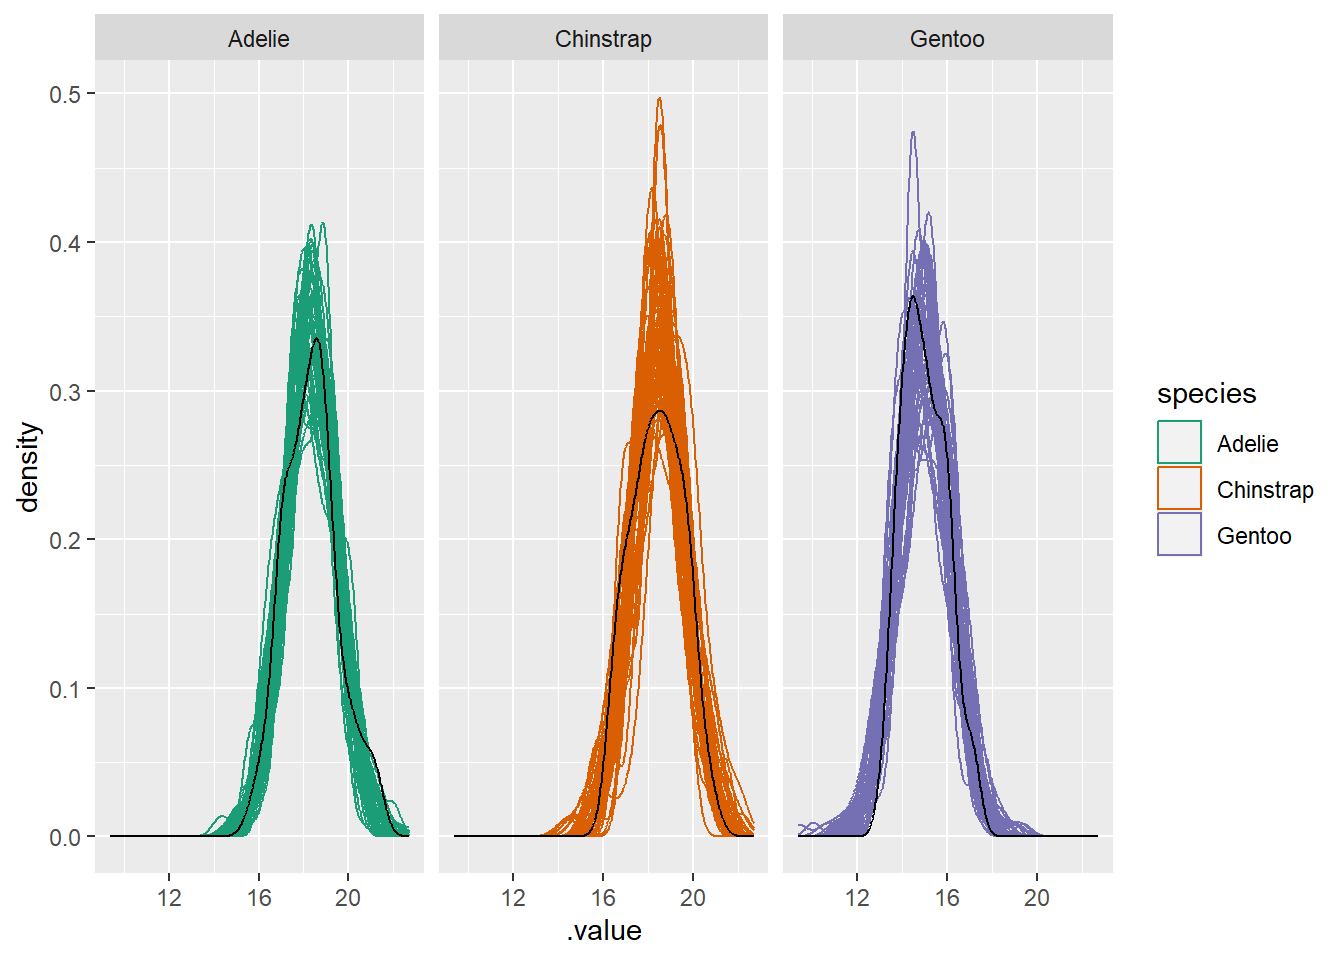 Adelie Chinstrap Gentoo
0.5
0.4
0.3
0.2
0.1
0.0
density
12 16 20 12 16 20 12 16 20
.value
species
Adelie
Chinstrap
Gentoo